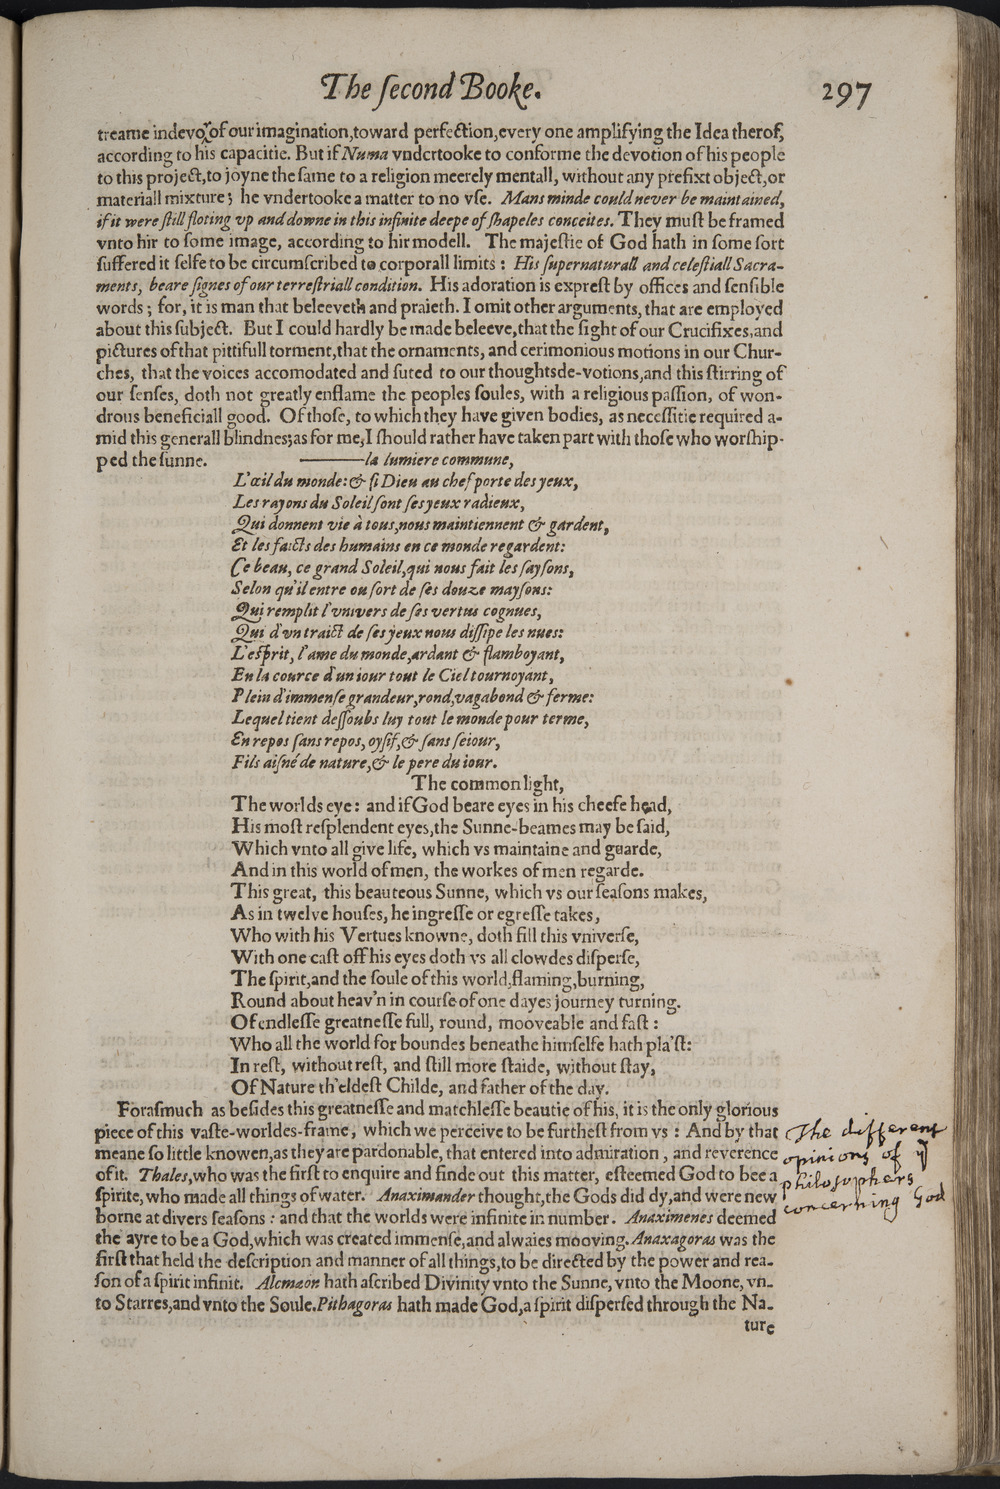 The ſecond Booke. 297
treame indevoꝛ of our imagination, toward perfection, every one amplifying the Idea therof,
according to his capacitie. But if Numa vndertooke to conforme the devotion of his people
to this project, to joyne the ſame to a religion meerely mentall, without any prefixt object, or
materiall mixture; he vndertooke a matter to no vſe. Mans minde could never be maintained,
if it were ſtill floting vp and downe in this infinite deepe of ſhapeles conceites. They muſt be framed
vnto hir to ſome image, according to hir modell. The majeſtie of God hath in ſome ſort
ſuffered it ſelfe to be circumſcribed to corporall limits: His ſupernaturall and celeſtiall Sacra-
ments, beare ſignes of our terreſtriall condition. His adoration is expreſt by offices and ſenſible
words; for, it is man that beleeveth and praieth. I omit other arguments, that are employed
about this ſubject. But I could hardly be made beleeve, that the ſight of our Crucifixes, and
pictures of that pittifull torment, that the ornaments, and cerimonious motions in our Chur-
ches, that the voices accomodated and ſuted to our thoughtsde-votions, and this ſtirring of
our ſenſes, doth not greatly enflame the peoples ſoules, with a religious paſſion, of won-
drous beneficiall good. Of thoſe, to which they have given bodies, as neceſſitie required a-
mid this generall blindnes; as for me, I ſhould rather have taken part with thoſe who worſhip-
ped the ſunne. ———la lumiere commune,
L'œil du monde: & ſi Dieu au chef porte des yeux,
Les rayons du Soleil ſont ſes yeux radieux,
Qui donnent vie à tous, nous maintiennent & gardent,
Et les faicts des humains en ce monde regardent:
Ce beau, ce grand Soleil, qui nous fait les ſayſons,
Selon qu'il entre ou ſort de ſes douze mayſons:
Qui remplit l'vnivers de ſes vertus cognues,
Qui d'vn traict de ſes yeux nous diſſipe les nues:
L'eſprit, l'ame du monde, ardant & flamboyant,
En la cource d'un iour tout le Ciel tournoyant,
Plein d'immenſe grandeur, rond, vagabond & ferme:
Lequel tient deſſoubs luy tout le monde pour terme,
En repos ſans repos, oyſif, & ſans ſeiour,
Fils aiſné de nature, & le pere du iour.
The common light,
The worlds eye: and if God beare eyes in his cheefe head,
His moſt reſplendent eyes, the Sunne-beames may be ſaid,
Which vnto all give life, which vs maintaine and guarde,
And in this world of men, the workes of men regarde.
This great, this beauteous Sunne, which vs our ſeaſons makes,
As in twelve houſes, he ingreſſe or egreſſe takes,
Who with his Vertues knowne, doth fill this vniverſe,
With one caſt off his eyes doth vs all clowdes diſperſe,
The ſpirit, and the ſoule of this world, flaming, burning,
Round about heav'n in courſe of one dayes journey turning.
Of endleſſe greatneſſe full, round, mooveable and faſt:
Who all the world for boundes beneathe himſelfe hath pla'ſt:
In reſt, without reſt, and ſtill more ſtaide, without ſtay,
Of Nature th'eldeſt Childe, and father of the day.
Foraſmuch as beſides this greatneſſe and matchleſſe beautie of his, it is the only glorious
piece of this vaſte-worldes-frame, which we perceive to be furtheſt from vs: And by that
meane ſo little knowen, as they are pardonable, that entered into admiration, and reverence
of it. Thales, who was the firſt to enquire and finde out this matter, eſteemed God to bee a
ſpirite, who made all things of water. Anaximander thought, the Gods did dy, and were new
borne at divers ſeaſons: and that the worlds were infinite in number. Anaximenes deemed
the ayre to be a God, which was created immenſe, and alwaies mooving. Anaxagoras was the
firſt that held the deſcription and manner of all things, to be directed by the power and rea-
ſon of a ſpirit infinit. Alcmaön hath aſcribed Divinity vnto the Sunne, vnto the Moone, vn-
to Starres, and vnto the Soule. Pithagoras hath made God, a ſpirit diſperſed through the Na-
ture
The different
opinions of yᵉ
philosophers
concerning God